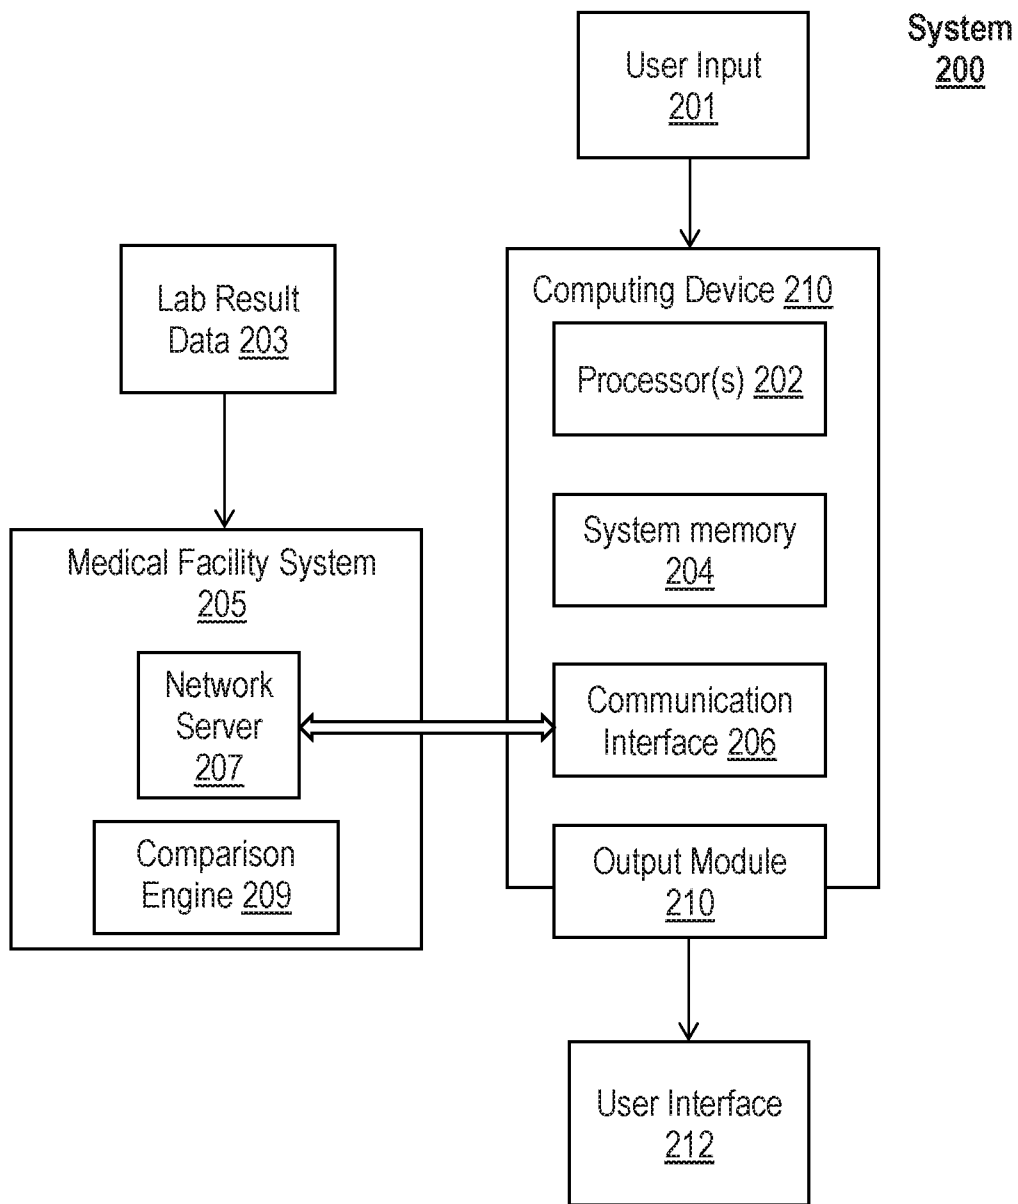 System
200
User Input
201
Lab Result
Data 203
Computing Device 210
Processor(s) 202
System memory
204
Medical Facility System
205
Network
Server
207
Communication
Interface 206
Comparison
Engine 209
Output Module
210
User Interface
212